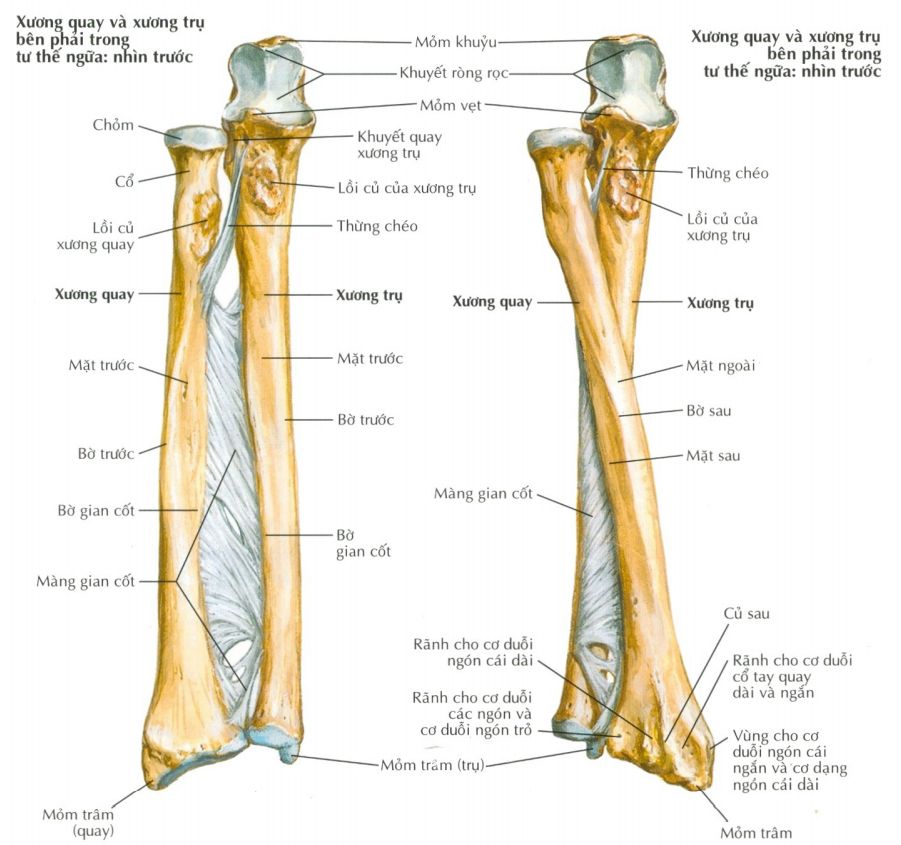 Xương quay và xương trụ
bên phải trong
tư thế ngữa: nhìn trước
Mỏm khuỷu
Khuyết ròng rọc
Mỏm vẹt
Xương quay và xương trụ
bên phải trong
tư thế ngữa: nhìn trước
Chỏm
Cổ
Lồi củ
xương quay
Xương quay
Mặt trước
Bờ trước
Bờ gian cốt
Màng gian cốt
Mỏm trâm
(quay)
Khuyết quay
xương trụ
Lồi củ của xương trụ
Thừng chéo
Xương trụ
Mặt trước
Bờ trước
Bờ
gian cốt
Mỏm trâm (trụ)
Thừng chéo
Lồi củ của
xương trụ
Xương quay
Xương trụ
Mặt ngoài
Bờ sau
Mặt sau
Màng gian cốt
Rãnh cho cơ duỗi
ngón cái dài
Rãnh cho cơ duỗi
các ngón và
cơ duỗi ngón trỏ
Củ sau
Rãnh cho cơ duỗi
cổ tay quay
dài và ngắn
Vùng cho cơ
duỗi ngón cái
ngắn và cơ dạng
ngón cái dài
Mỏm trâm